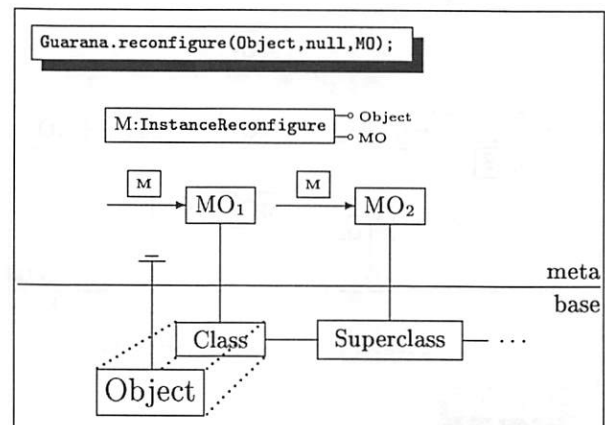 Guarana.reconfigure(Object,null,MO);
M:InstanceReconfigure
Object
MO
M
M
MO₁
MO₂
meta
base
Class
Superclass
...
Object